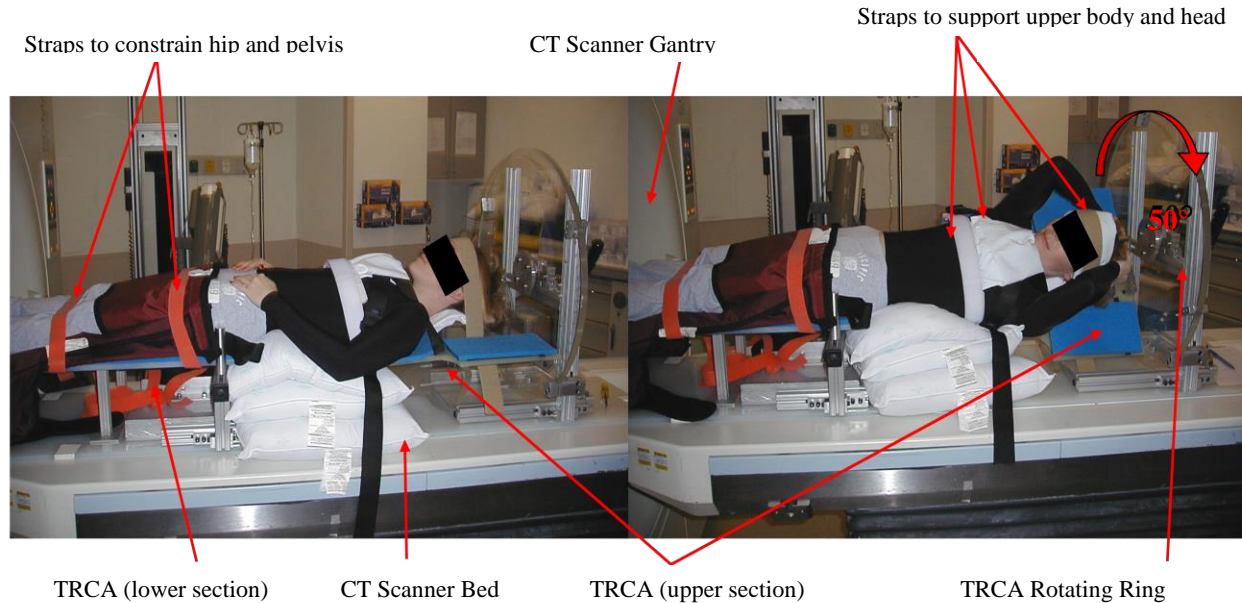 Straps to support upper body and head
Straps to constrain hip and pelvis
CT Scanner Gantry
50°
TRCA (lower section)
CT Scanner Bed
TRCA (upper section)
TRCA Rotating Ring